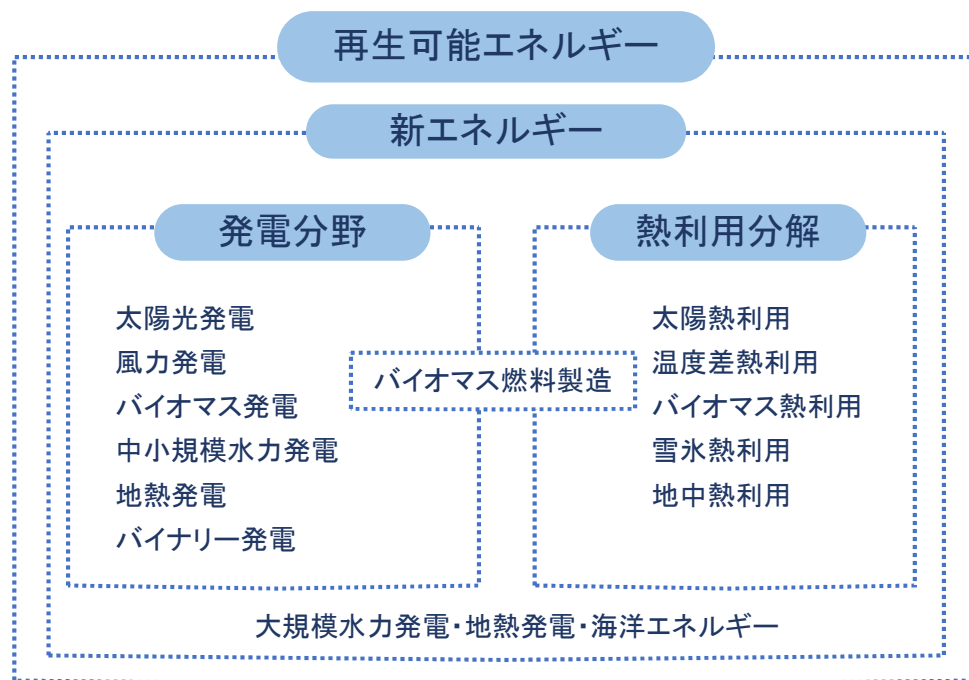 再生可能エネルギー
新エネルギー
発電分野
太陽光発電
風力発電
バイオマス発電
中小規模水力発電
地熱発電
バイナリー発電
バイオマス燃料製造
熱利用分解
太陽熱利用
温度差熱利用
バイオマス熱利用
雪氷熱利用
地中熱利用
大規模水力発電・地熱発電・海洋エネルギー